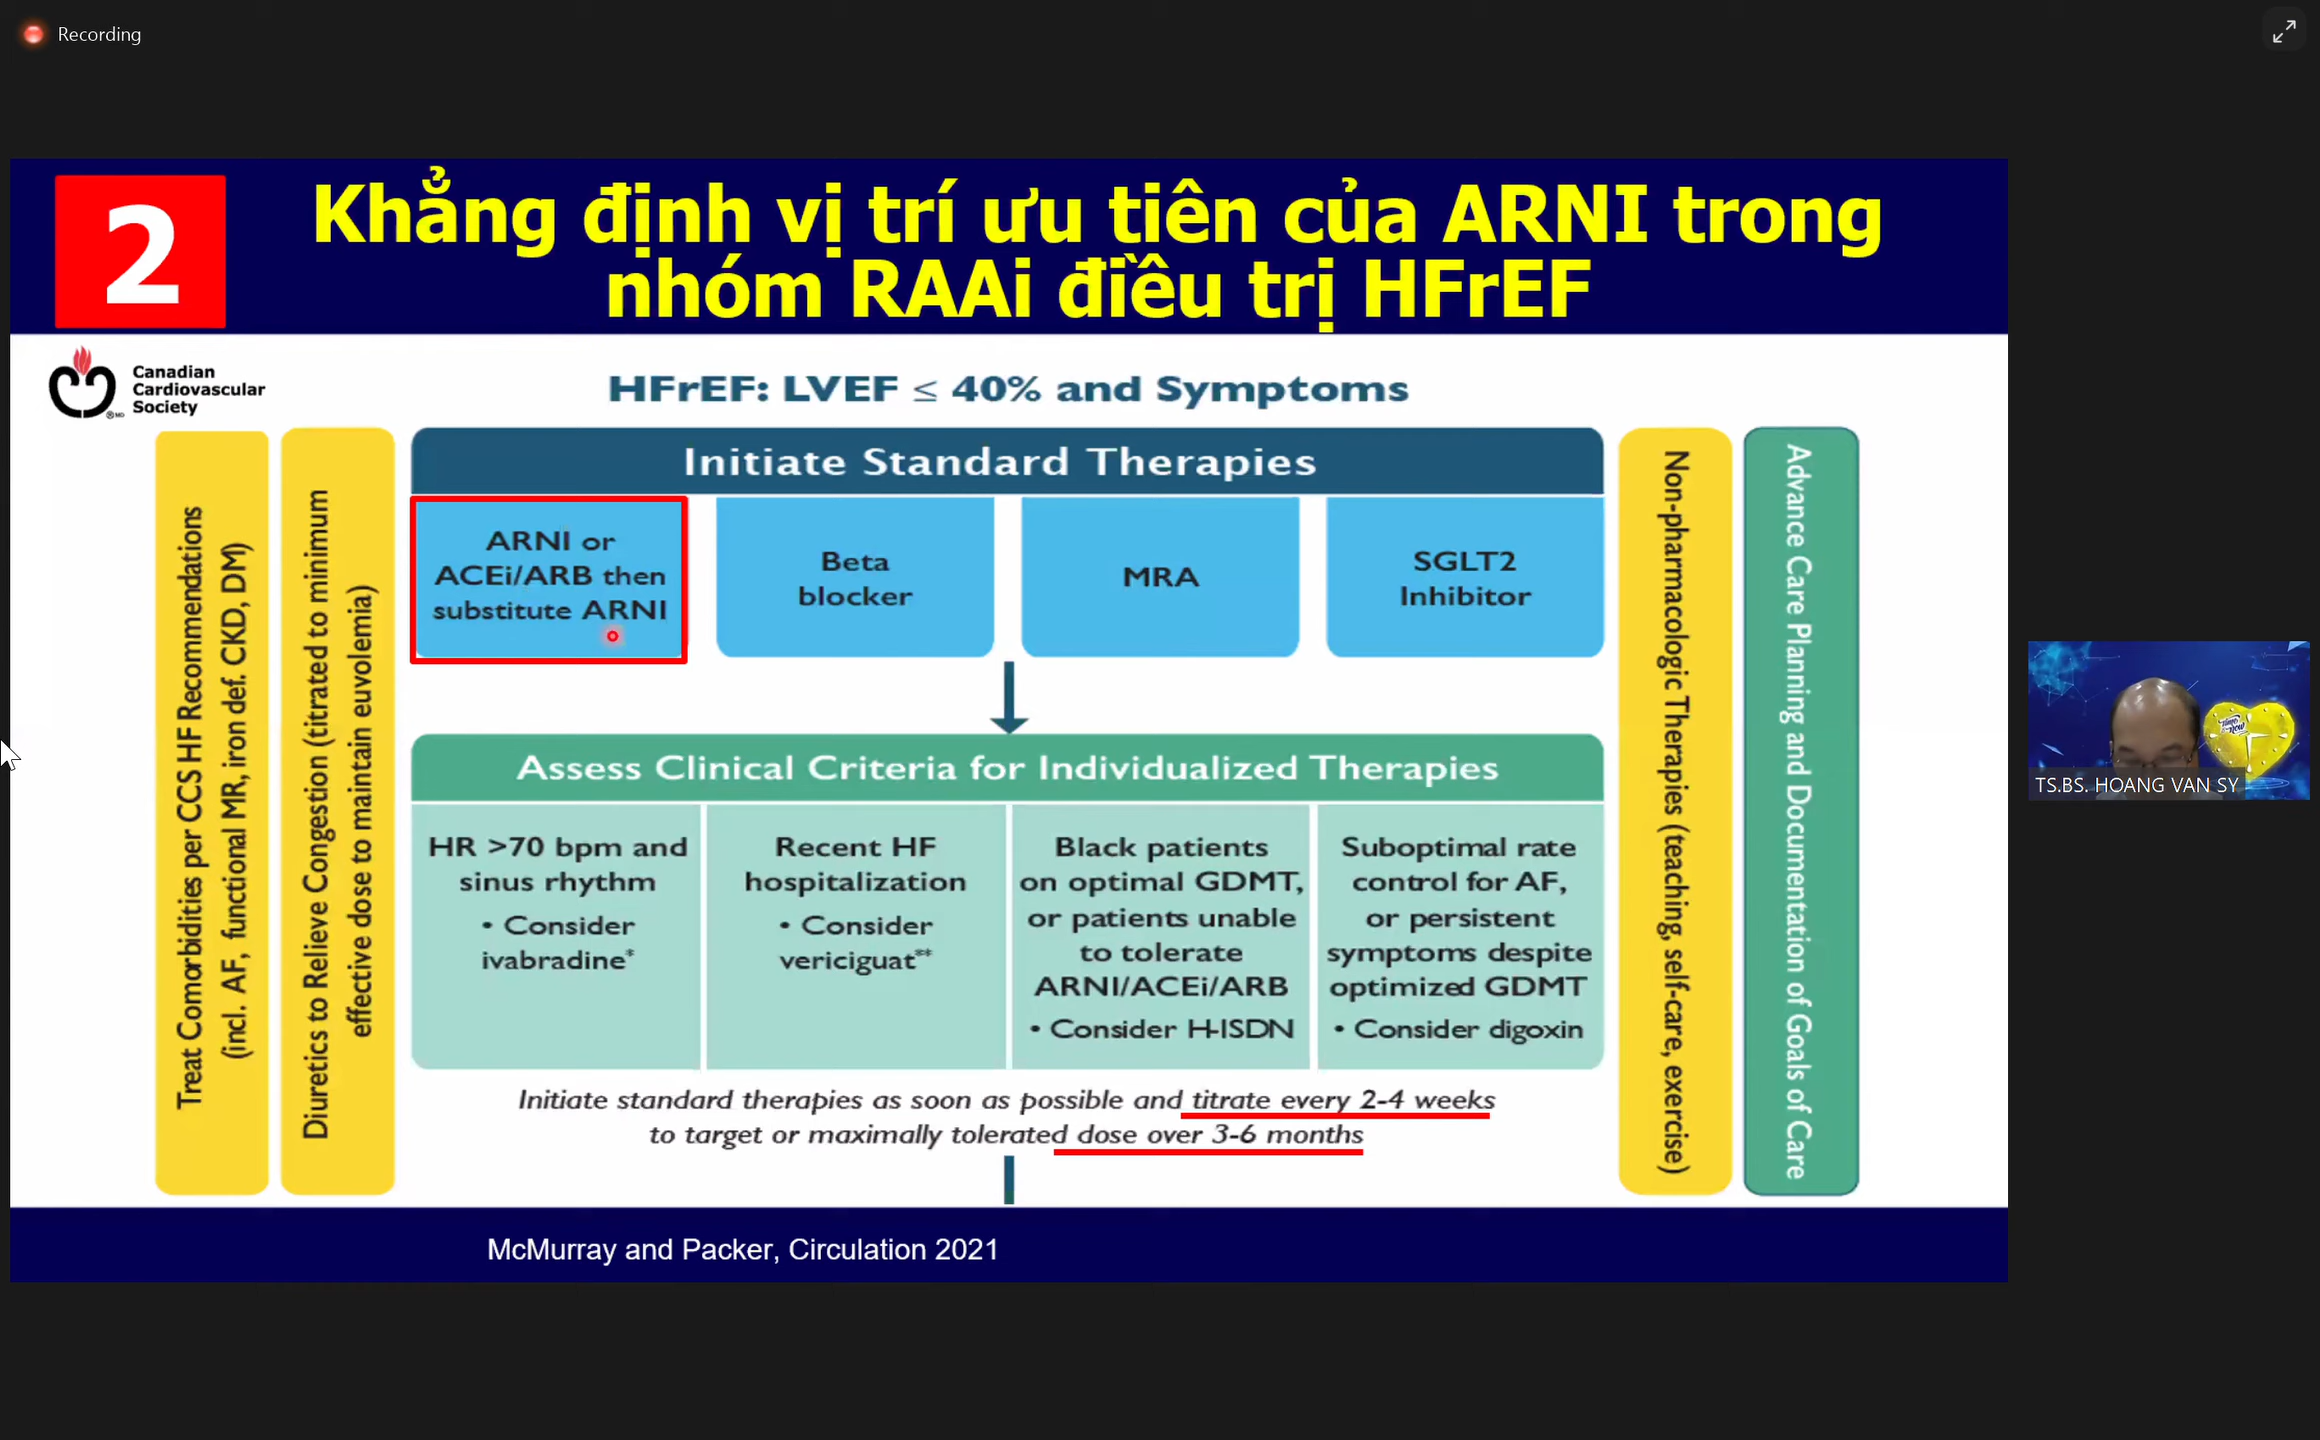 Recording
2
Khẳng định vị trí ưu tiên của ARNI trong
nhóm RAAi điều trị HFrEF
Canadian
Cardiovascular
Society
HFrEF: LVEF ≤ 40% and Symptoms
Treat Comorbidities per CCS HF Recommendations
(incl. AF, functional MR, iron def. CKD, DM)
Diuretics to Relieve Congestion (titrated to minimum
effective dose to maintain euvolemia)
Initiate Standard Therapies
ARNI or
ACEi/ARB then
substitute ARNI
Beta
blocker
MRA
SGLT2
Inhibitor
Assess Clinical Criteria for Individualized Therapies
HR >70 bpm and
sinus rhythm
• Consider
ivabradine*
Recent HF
hospitalization
• Consider
vericiguat**
Black patients
on optimal GDMT,
or patients unable
to tolerate
ARNI/ACEi/ARB
• Consider H-ISDN
Suboptimal rate
control for AF,
or persistent
symptoms despite
optimized GDMT
• Consider digoxin
Initiate standard therapies as soon as possible and titrate every 2-4 weeks
to target or maximally tolerated dose over 3-6 months
Non-pharmacologic Therapies (teaching, self-care, exercise)
Advance Care Planning and Documentation of Goals of Care
McMurray and Packer, Circulation 2021
TS.BS. HOANG VAN SY